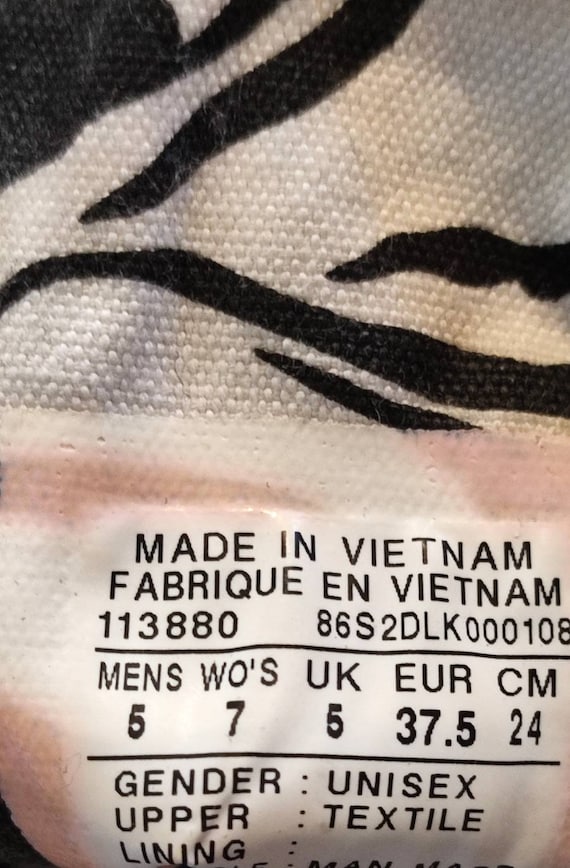 MADE IN VIETNAM
FABRIQUE EN VIETNAM
113880 86S2DLK000108
MENS WO'S UK EUR CM
5 7 5 37.5 24
GENDER : UNISEX
UPPER : TEXTILE
LINING :